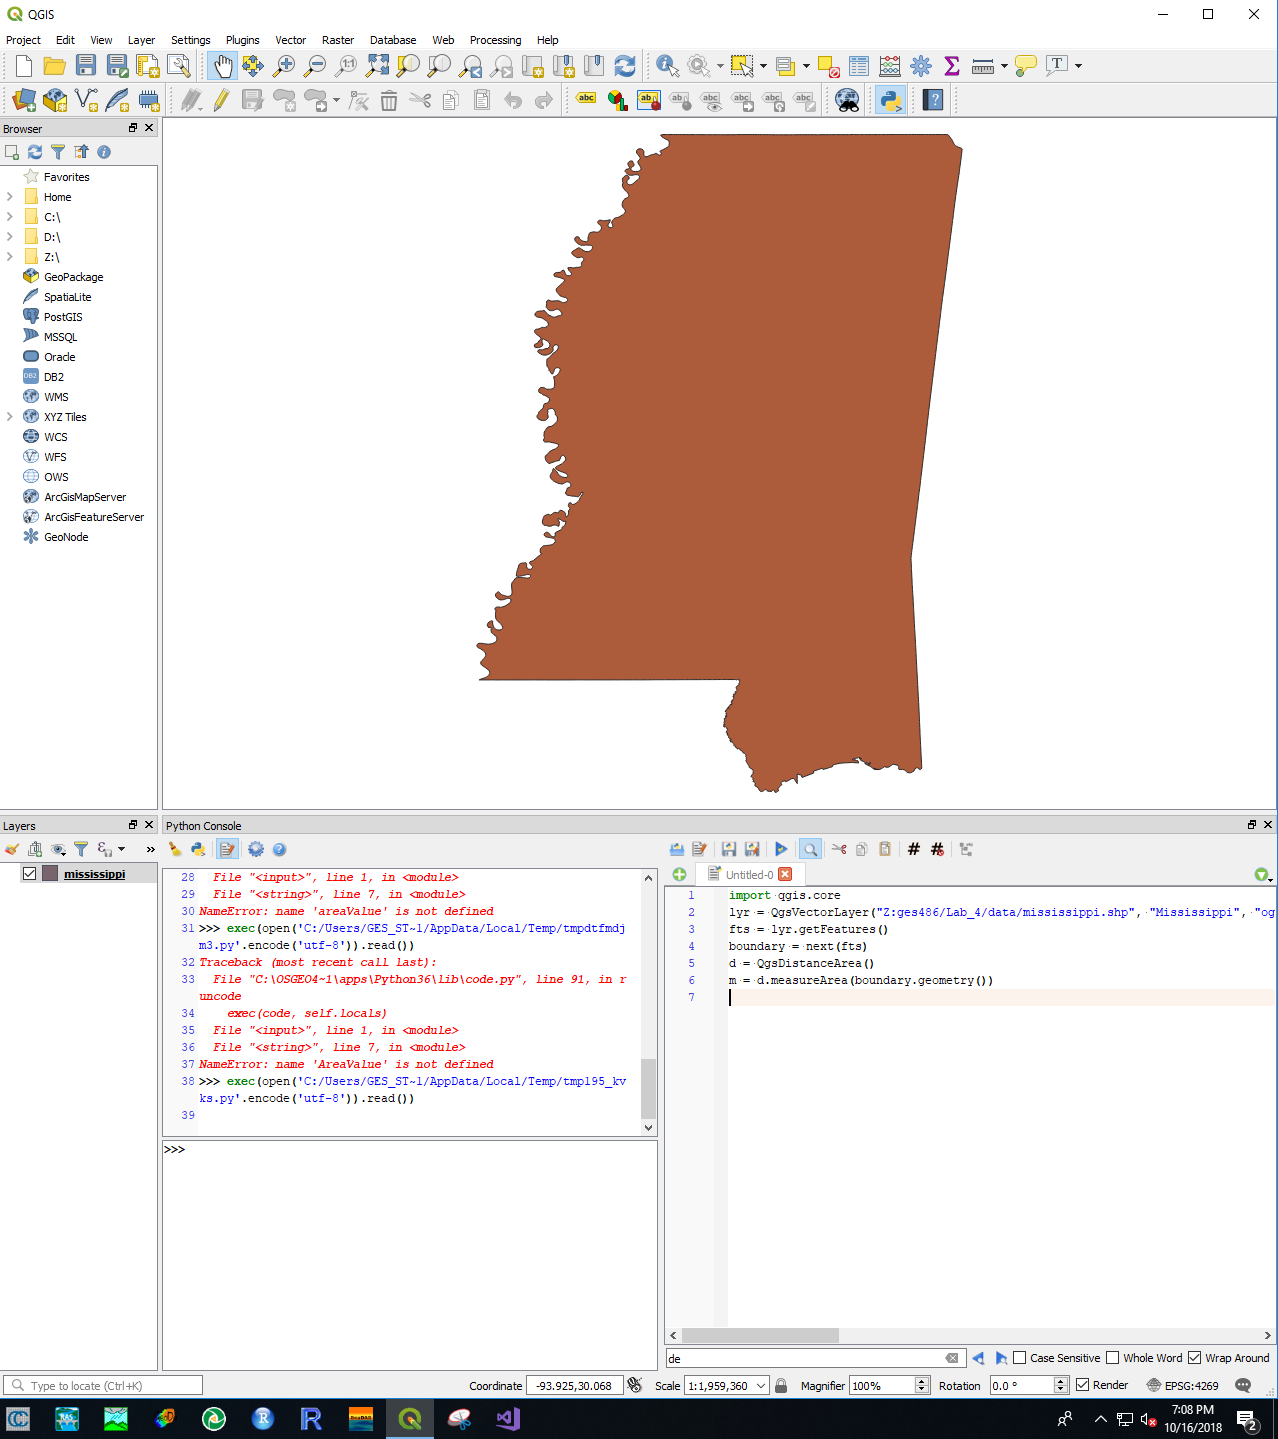 QGIS
Project Edit View Layer Settings Plugins Vector Raster Database Web Processing Help
Browser
Favorites
Home
C:\
D:\
Z:\
GeoPackage
SpatiaLite
PostGIS
MSSQL
Oracle
DB2
WMS
XYZ Tiles
WCS
WFS
OWS
ArcGisMapServer
ArcGisFeatureServer
GeoNode
Layers
mississippi
Python Console
28 File "<input>", line 1, in <module>
29 File "<string>", line 7, in <module>
30 NameError: name 'areaValue' is not defined
31 >>> exec(open('C:/Users/GES_ST~1/AppData/Local/Temp/tmpdtfmdj
m3.py'.encode('utf-8')).read())
32 Traceback (most recent call last):
33 File "C:\OSGEO4~1\apps\Python36\lib\code.py", line 91, in r
uncode
34 exec(code, self.locals)
35 File "<input>", line 1, in <module>
36 File "<string>", line 7, in <module>
37 NameError: name 'AreaValue' is not defined
38 >>> exec(open('C:/Users/GES_ST~1/AppData/Local/Temp/tmp195_kv
ks.py'.encode('utf-8')).read())
39
>>>
Untitled-0
1 import qgis.core
2 lyr = QgsVectorLayer("Z:ges486/Lab_4/data/mississippi.shp", "Mississippi", "og
3 fts = lyr.getFeatures()
4 boundary = next(fts)
5 d = QgsDistanceArea()
6 m = d.measureArea(boundary.geometry())
7
de
Case Sensitive Whole Word Wrap Around
Type to locate (Ctrl+K)
Coordinate -93.925,30.068 Scale 1:1,959,360 Magnifier 100% Rotation 0.0 ° Render EPSG:4269
7:08 PM
10/16/2018
2